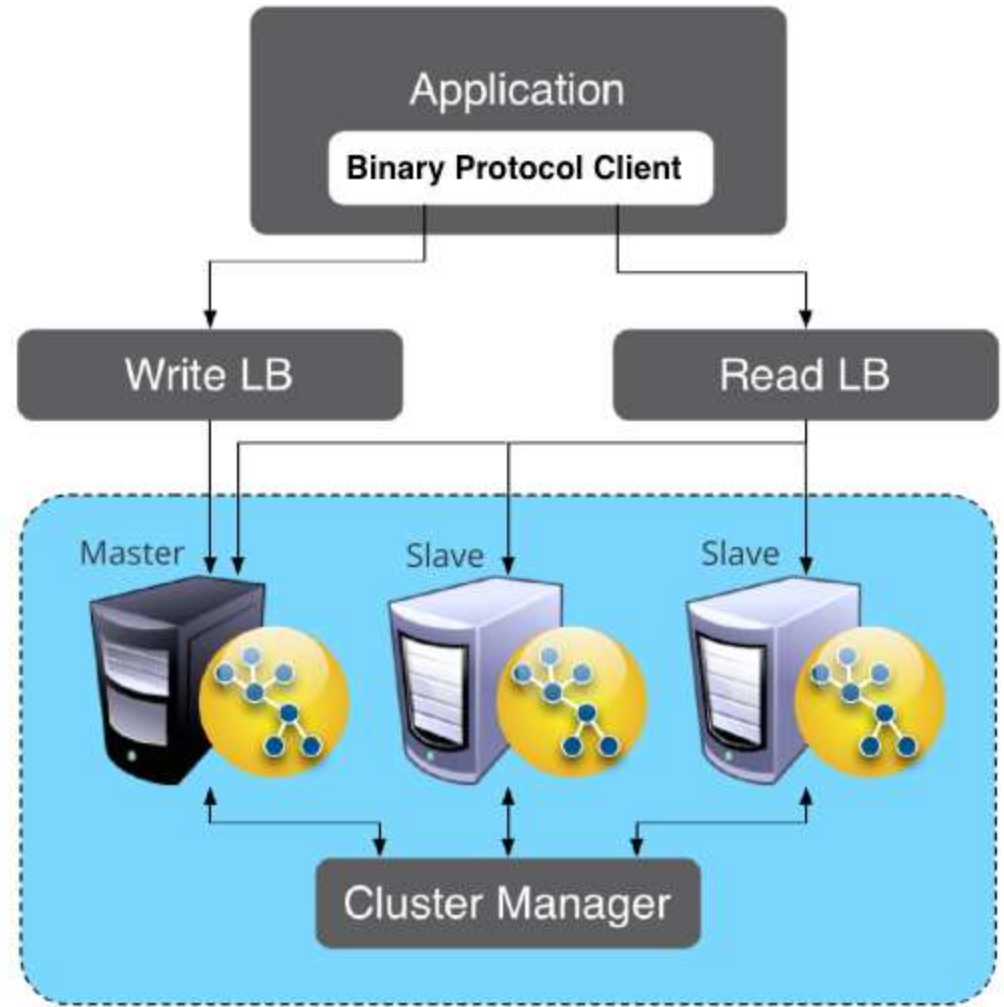 Application
Binary Protocol Client
Write LB
Read LB
Master
Slave
Slave
Cluster Manager